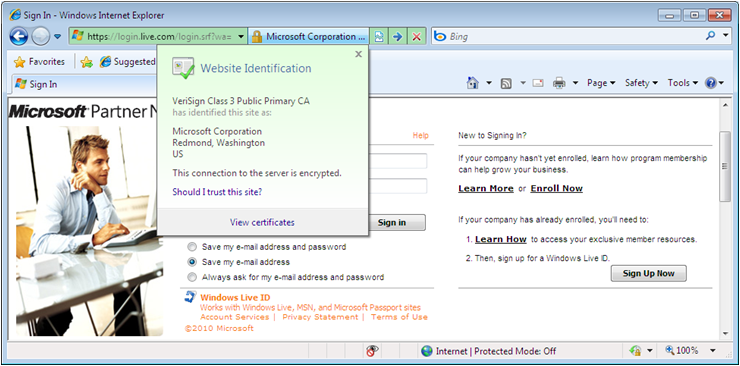 Sign In - Windows Internet Explorer
https://login.live.com/login.srf?wa=
Microsoft Corporation ...
Bing
Favorites
Suggested
Sign In
Page
Safety
Tools
Microsoft Partner N
Website Identification
VeriSign Class 3 Public Primary CA
has identified this site as:
Microsoft Corporation
Redmond, Washington
US
This connection to the server is encrypted.
Should I trust this site?
View certificates
Help
Sign in
Save my e-mail address and password
Save my e-mail address
Always ask for my e-mail address and password
Windows Live ID
Works with Windows Live, MSN, and Microsoft Passport sites
Account Services | Privacy Statement | Terms of Use
©2010 Microsoft
New to Signing In?
If your company hasn't yet enrolled, learn how program membership
can help grow your business.
Learn More or Enroll Now
If your company has already enrolled, you'll need to:
1. Learn How to access your exclusive member resources.
2. Then, sign up for a Windows Live ID.
Sign Up Now
Internet | Protected Mode: Off
100%